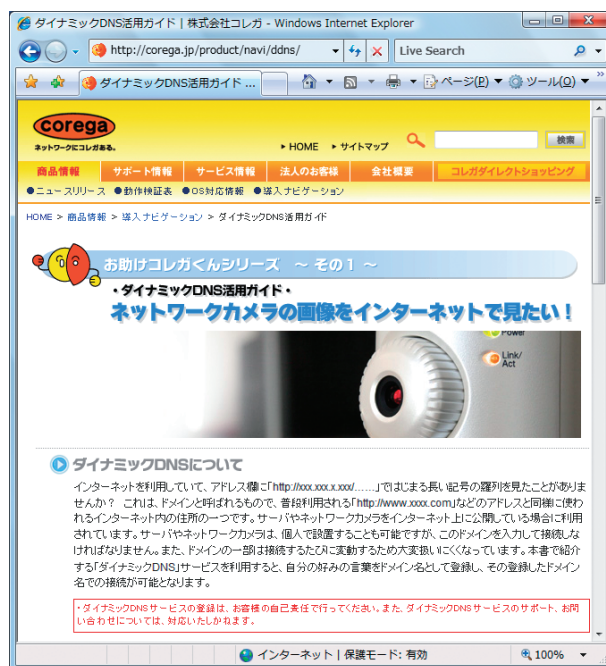 ダイナミックDNS活用ガイド | 株式会社コレガ - Windows Internet Explorer
http://corega.jp/product/navi/ddns/
Live Search
ダイナミックDNS活用ガイド ...
ページ(P)
ツール(O)
corega
ネットワークにコレガある。
HOME
サイトマップ
検索
商品情報
サポート情報
サービス情報
法人のお客様
会社概要
コレガダイレクトショッピング
●ニュースリリース ●動作検証表 ●OS対応情報 ●導入ナビゲーション
HOME > 商品情報 > 導入ナビゲーション > ダイナミックDNS活用ガイド
お助けコレガくんシリーズ ～ その1 ～
・ダイナミックDNS活用ガイド・
ネットワークカメラの画像をインターネットで見たい！
Power
Link/
Act
ダイナミックDNSについて
インターネットを利用していて、アドレス欄に「http://xxx.xxx.x.xxx/……」ではじまる長い記号の羅列を見たことがありま
せんか？ これは、ドメインと呼ばれるもので、普段利用される「http://www.xxxx.com」などのアドレスと同様に使わ
れるインターネット内の住所の一つです。サーバやネットワークカメラをインターネット上に公開している場合に利用
されています。サーバやネットワークカメラは、個人で設置することも可能ですが、このドメインを入力して接続しな
ければなりません。また、ドメインの一部は接続するたびに変動するため大変扱いにくくなっています。本書で紹介
する「ダイナミックDNS」サービスを利用すると、自分の好みの言葉をドメイン名として登録し、その登録したドメイン
名での接続が可能となります。
・ダイナミックDNSサービスの登録は、お客様の自己責任で行ってください。また、ダイナミックDNSサービスのサポート、お問
い合わせについては、対応いたしかねます。
インターネット | 保護モード: 有効
100%